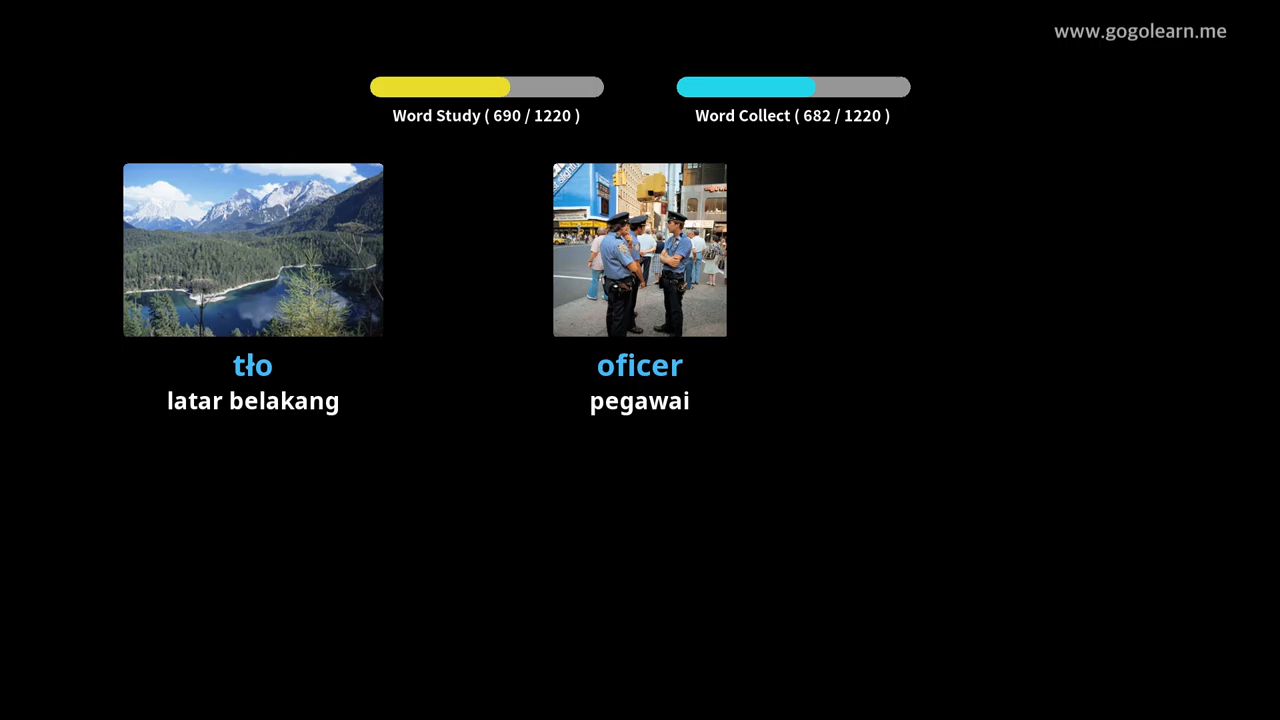 www.gogolearn.me
Word Study ( 690 / 1220 )
Word Collect ( 682 / 1220 )
tło
latar belakang
oficer
pegawai